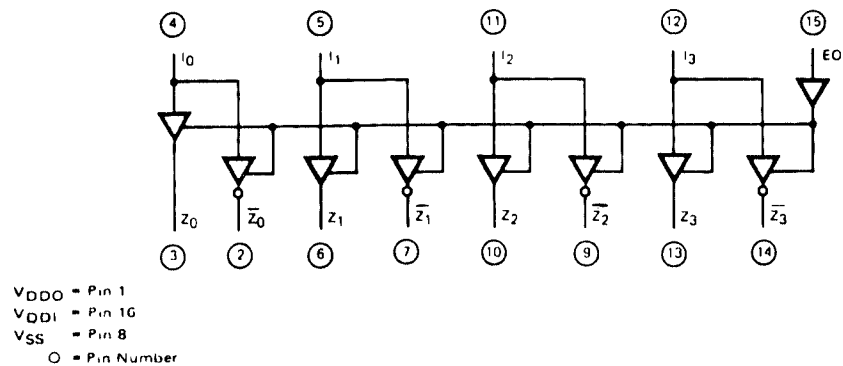 4 5 11 12 15
I0 I1 I2 I3 EO
Z0 Z̅0 Z1 Z̅1 Z2 Z̅2 Z3 Z̅3
3 2 6 7 10 9 13 14
VDDO = Pin 1
VDDI = Pin 16
VSS = Pin 8
O = Pin Number